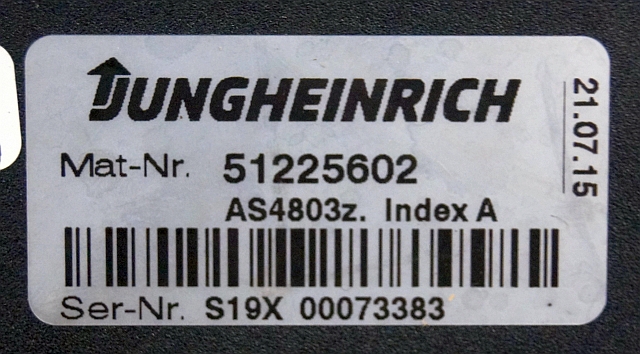 JUNGHEINRICH
Mat-Nr. 51225602
AS4803z. Index A
Ser-Nr. S19X 00073383
21.07.15